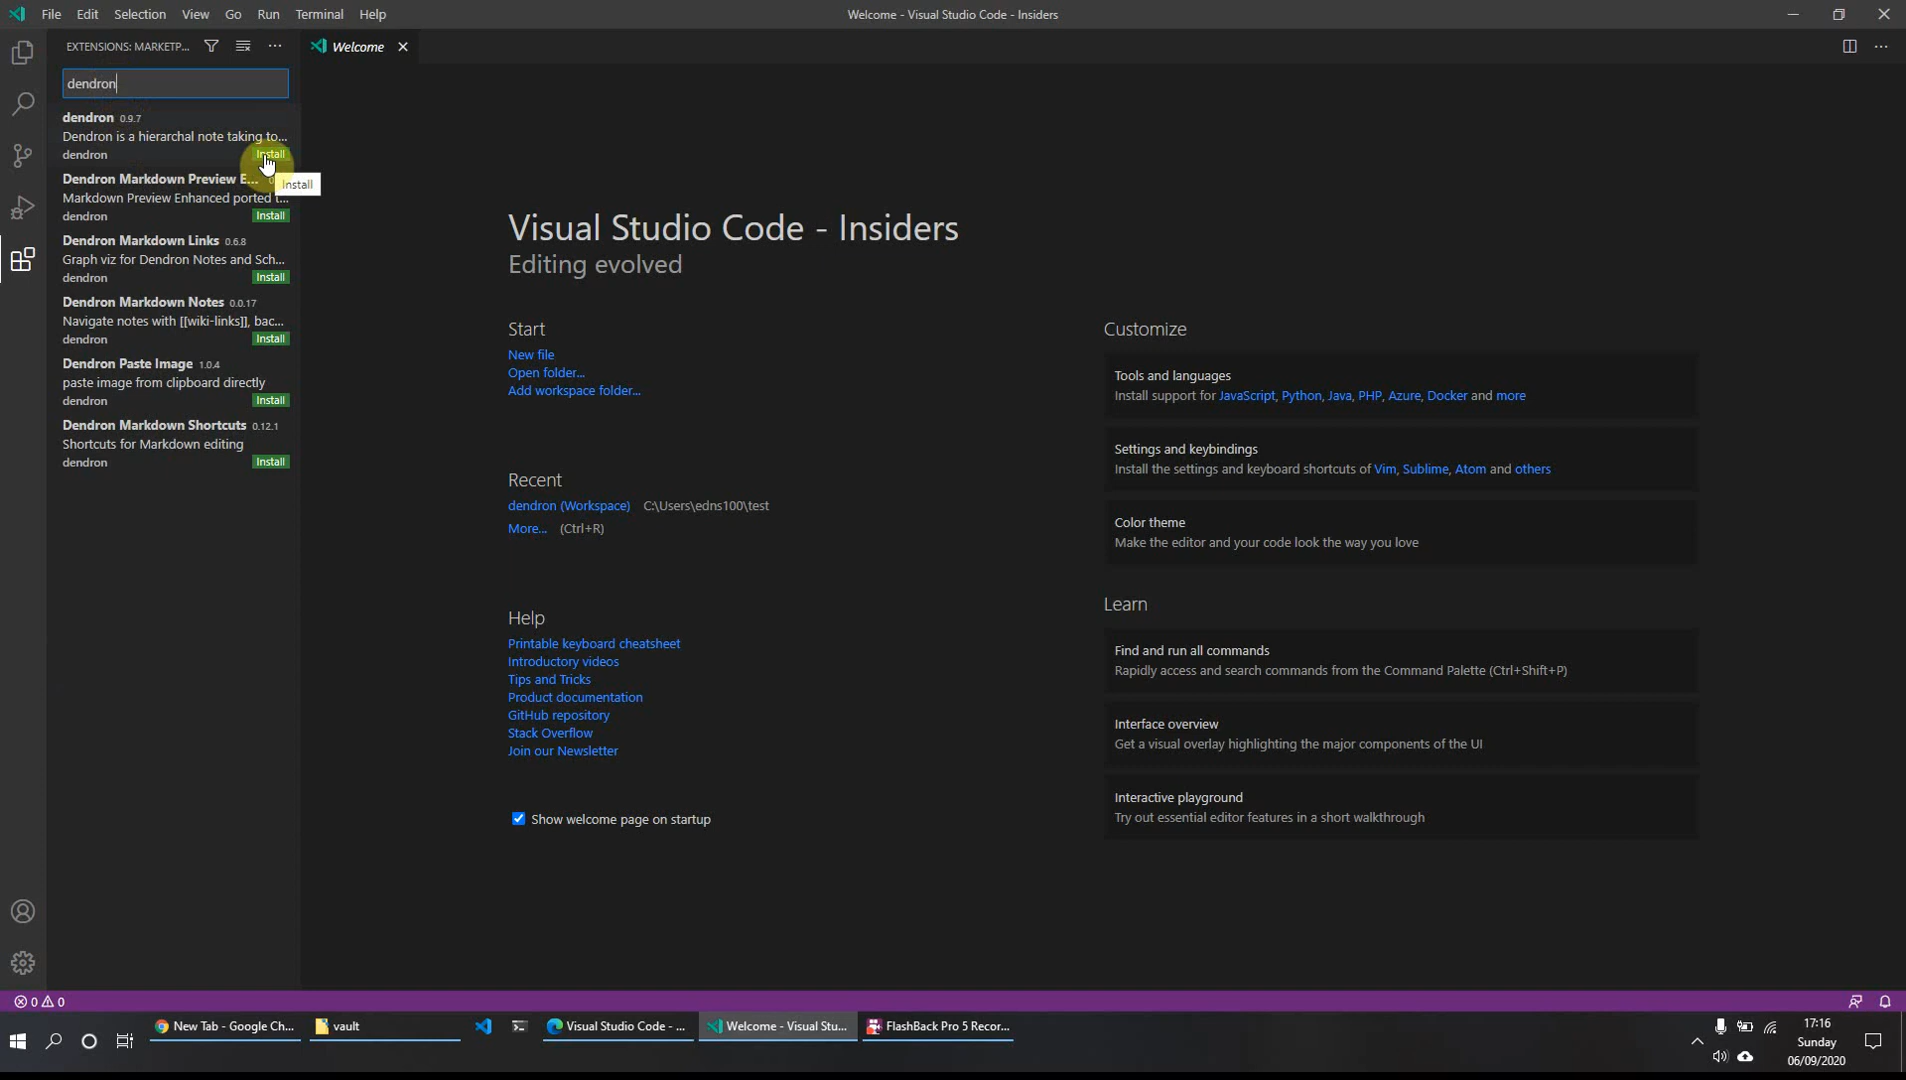 File Edit Selection View Go Run Terminal Help
Welcome - Visual Studio Code - Insiders
EXTENSIONS: MARKETP...
Welcome
dendron
dendron 0.9.7
Dendron is a hierarchal note taking to...
dendron Install
Install
Dendron Markdown Preview E...
Markdown Preview Enhanced ported t...
dendron Install
Dendron Markdown Links 0.6.8
Graph viz for Dendron Notes and Sch...
dendron Install
Dendron Markdown Notes 0.0.17
Navigate notes with [[wiki-links]], bac...
dendron Install
Dendron Paste Image 1.0.4
paste image from clipboard directly
dendron Install
Dendron Markdown Shortcuts 0.12.1
Shortcuts for Markdown editing
dendron Install
Visual Studio Code - Insiders
Editing evolved
Start
New file
Open folder...
Add workspace folder...
Recent
dendron (Workspace) C:\Users\edns100\test
More... (Ctrl+R)
Help
Printable keyboard cheatsheet
Introductory videos
Tips and Tricks
Product documentation
GitHub repository
Stack Overflow
Join our Newsletter
Show welcome page on startup
Customize
Tools and languages
Install support for JavaScript, Python, Java, PHP, Azure, Docker and more
Settings and keybindings
Install the settings and keyboard shortcuts of Vim, Sublime, Atom and others
Color theme
Make the editor and your code look the way you love
Learn
Find and run all commands
Rapidly access and search commands from the Command Palette (Ctrl+Shift+P)
Interface overview
Get a visual overlay highlighting the major components of the UI
Interactive playground
Try out essential editor features in a short walkthrough
0 0
New Tab - Google Ch...
vault
Visual Studio Code - ...
Welcome - Visual Stu...
FlashBack Pro 5 Recor...
17:16
Sunday
06/09/2020